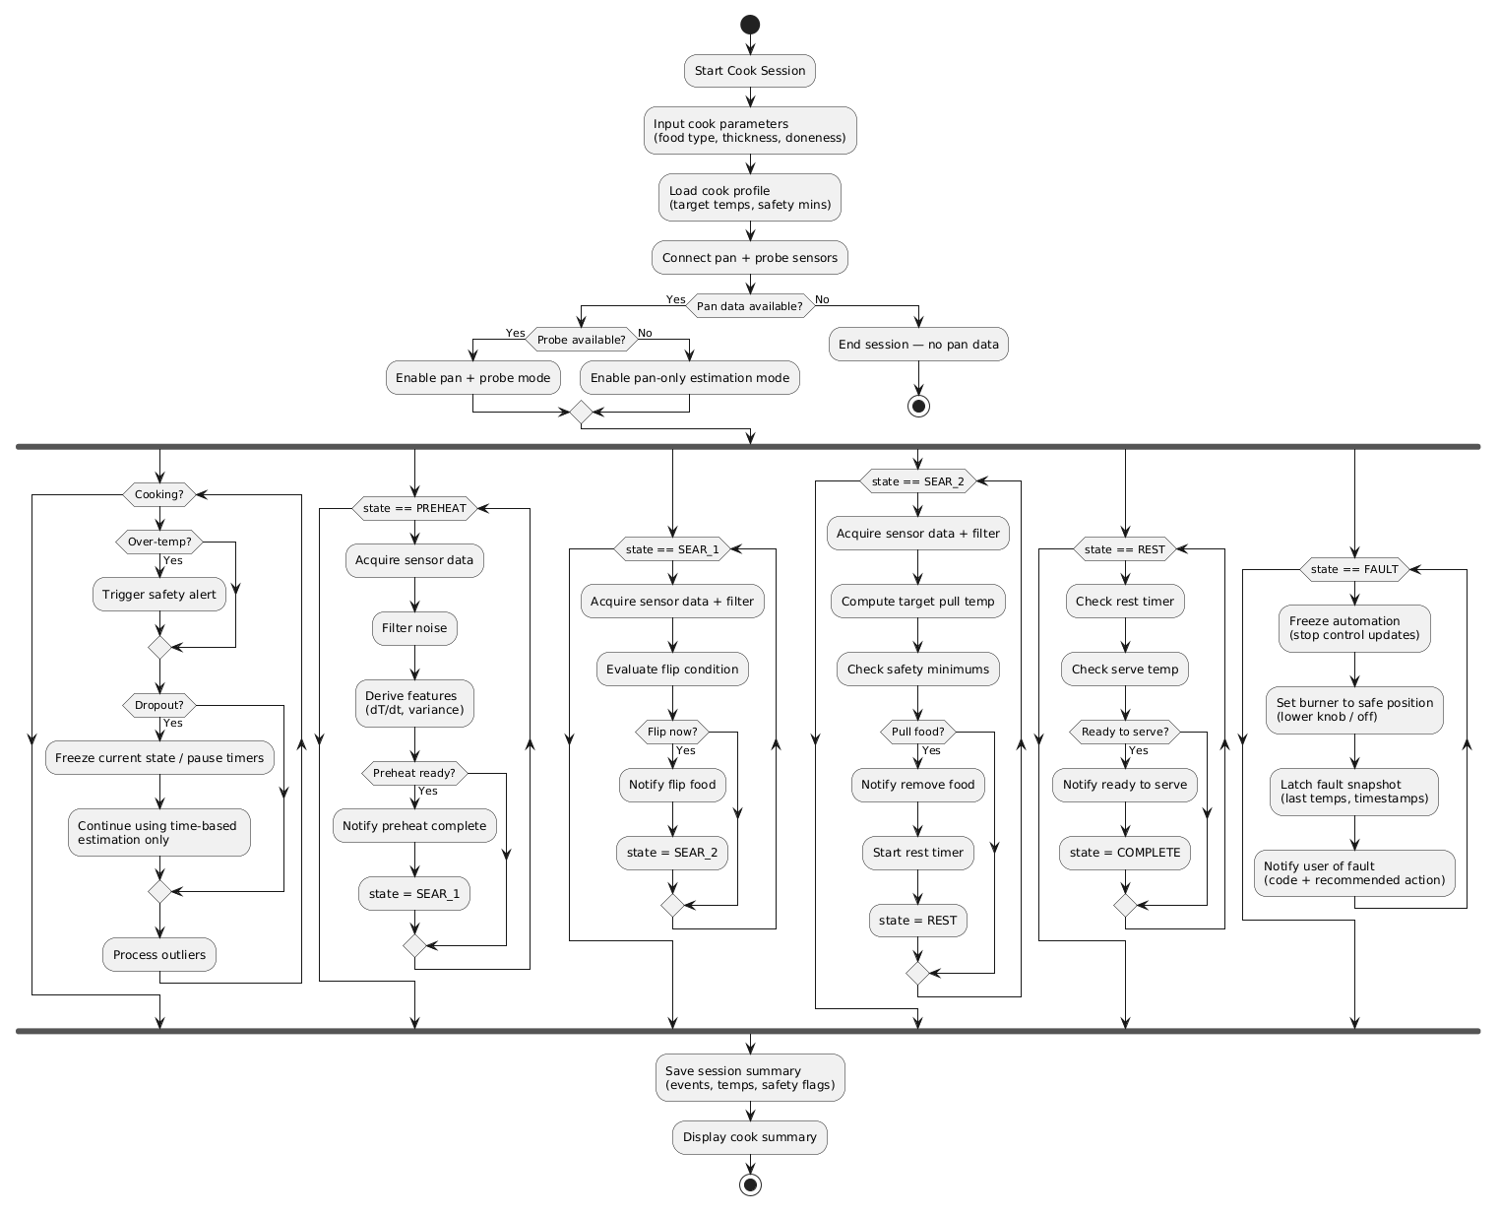 Start Cook Session
Input cook parameters
(food type, thickness, doneness)
Load cook profile
(target temps, safety mins)
Connect pan + probe sensors
Pan data available?
Yes
No
Probe available?
Yes
No
Enable pan + probe mode
Enable pan-only estimation mode
End session — no pan data
Cooking?
Over-temp?
Yes
Trigger safety alert
Dropout?
Yes
Freeze current state / pause timers
Continue using time-based
estimation only
Process outliers
state == PREHEAT
Acquire sensor data
Filter noise
Derive features
(dT/dt, variance)
Preheat ready?
Yes
Notify preheat complete
state = SEAR_1
state == SEAR_1
Acquire sensor data + filter
Evaluate flip condition
Flip now?
Yes
Notify flip food
state = SEAR_2
state == SEAR_2
Acquire sensor data + filter
Compute target pull temp
Check safety minimums
Pull food?
Yes
Notify remove food
Start rest timer
state = REST
state == REST
Check rest timer
Check serve temp
Ready to serve?
Yes
Notify ready to serve
state = COMPLETE
state == FAULT
Freeze automation
(stop control updates)
Set burner to safe position
(lower knob / off)
Latch fault snapshot
(last temps, timestamps)
Notify user of fault
(code + recommended action)
Save session summary
(events, temps, safety flags)
Display cook summary